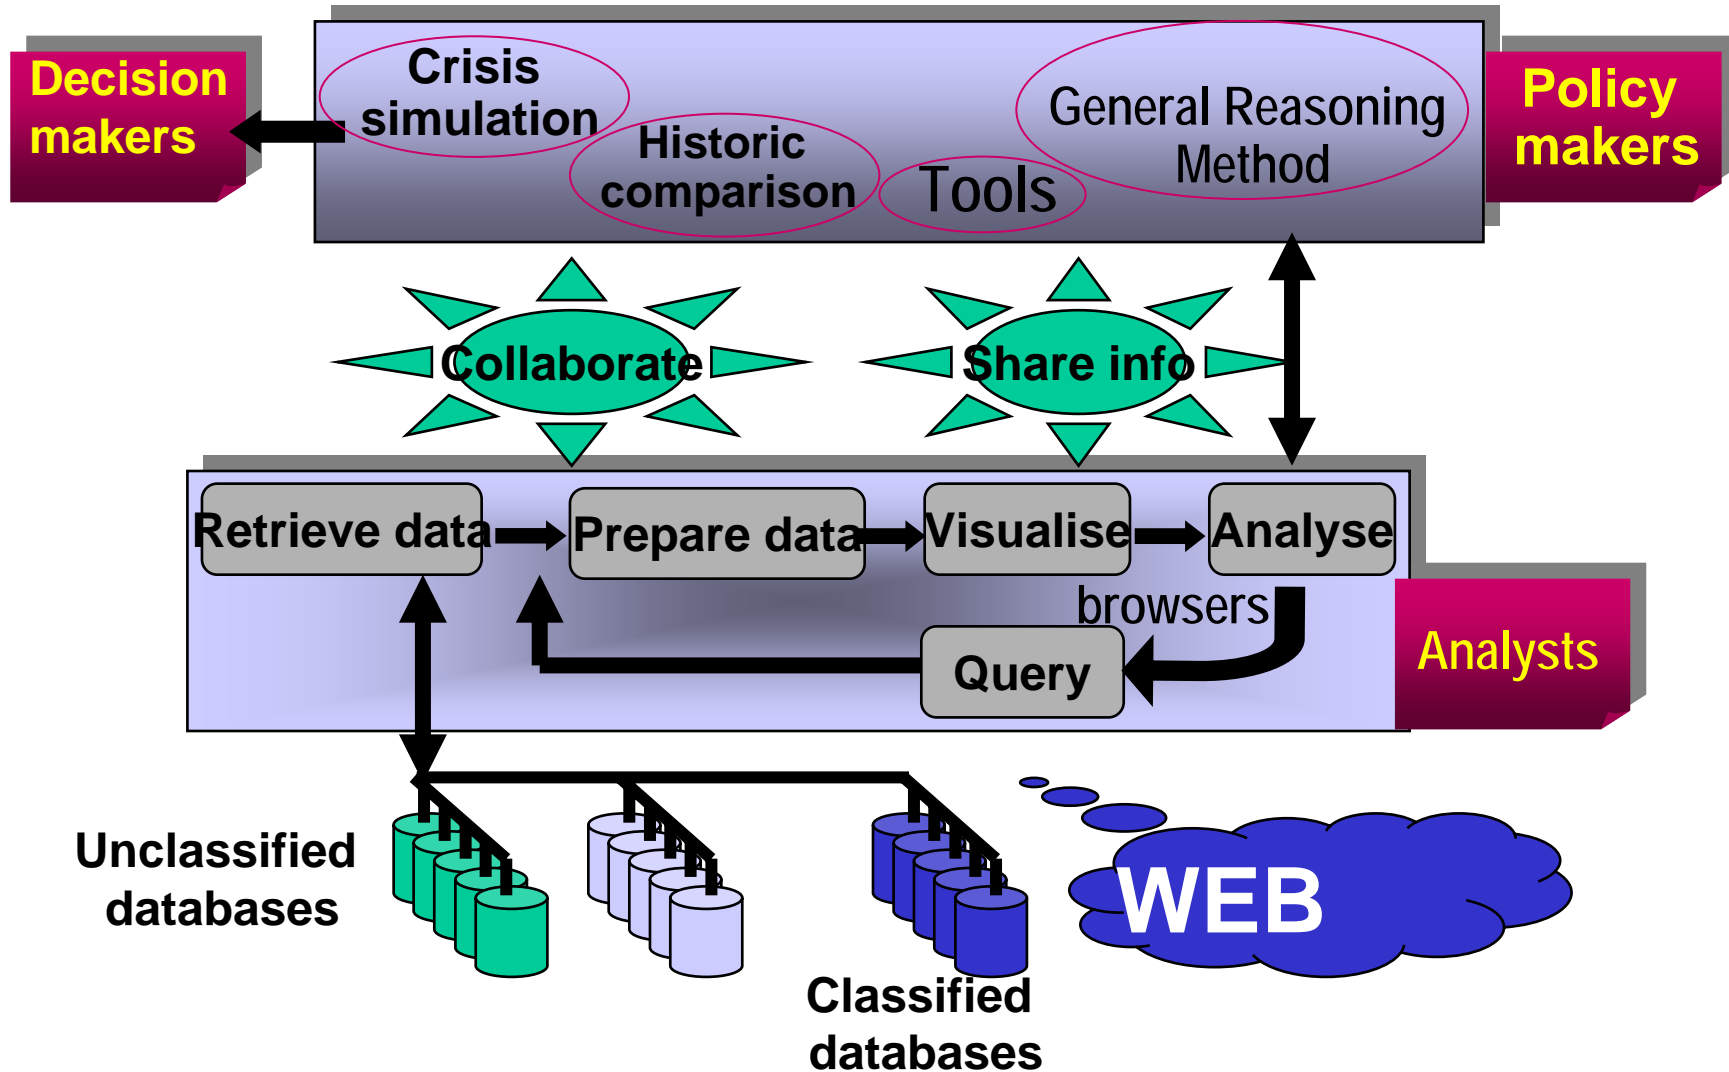 Decision
makers
Crisis
simulation
Historic
comparison
Tools
General Reasoning
Method
Policy
makers
Collaborate
Share info
Retrieve data
Prepare data
Visualise
Analyse
browsers
Query
Analysts
Unclassified
databases
WEB
Classified
databases